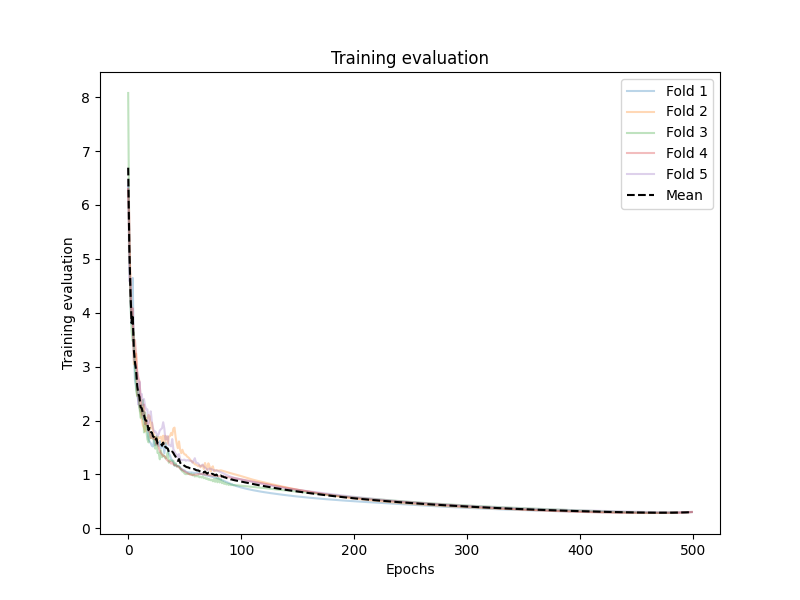 Training evaluation
Training evaluation
8
7
6
5
4
3
2
1
0
Fold 1
Fold 2
Fold 3
Fold 4
Fold 5
Mean
0 100 200 300 400 500
Epochs